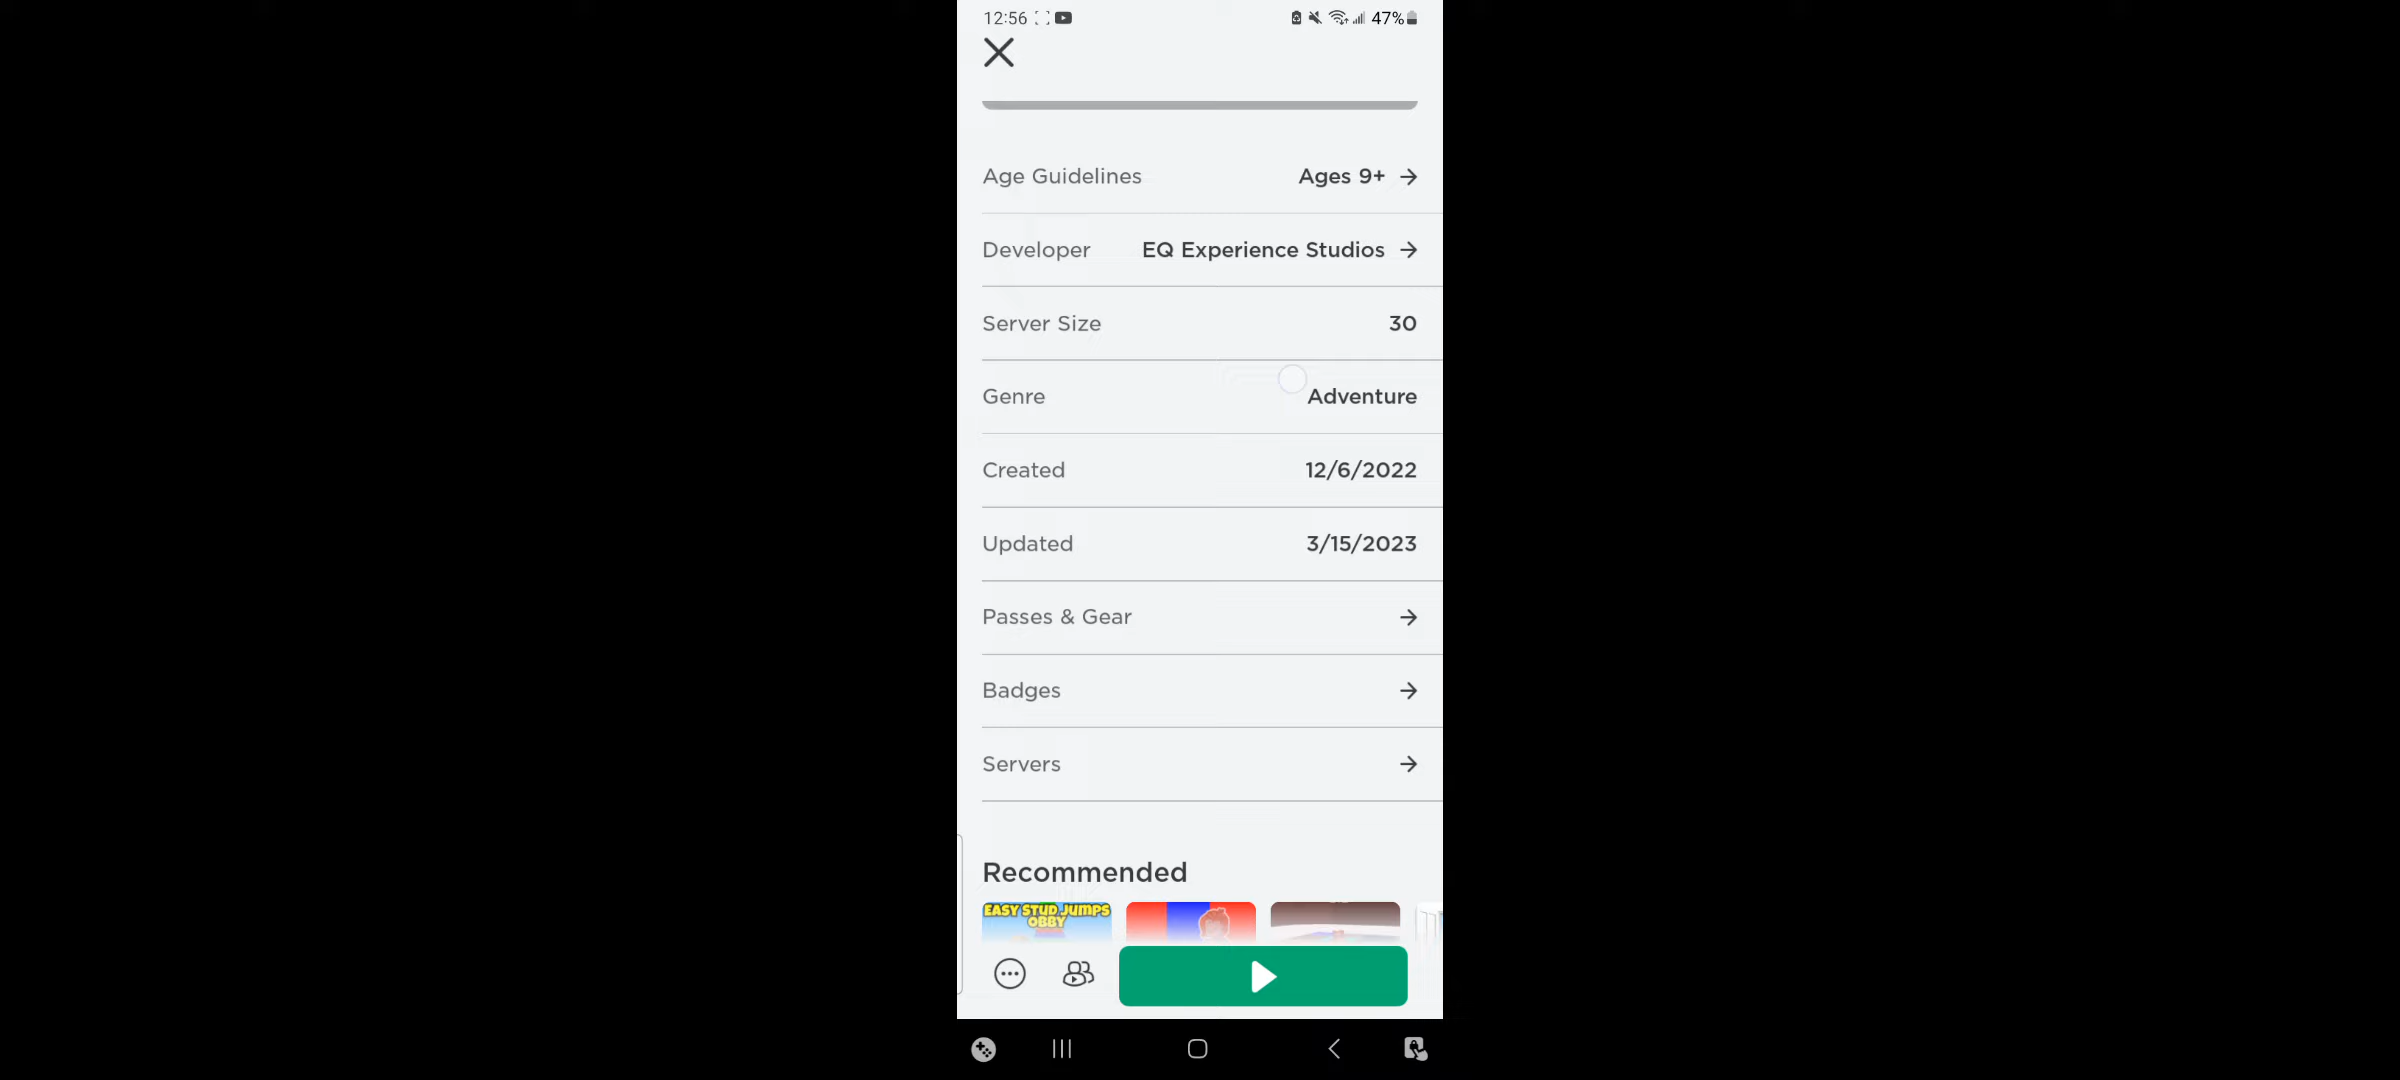 12:56 47%
Age Guidelines Ages 9+
Developer EQ Experience Studios
Server Size 30
Genre Adventure
Created 12/6/2022
Updated 3/15/2023
Passes & Gear
Badges
Servers
Recommended
EASY STUD JUMPS
OBBY